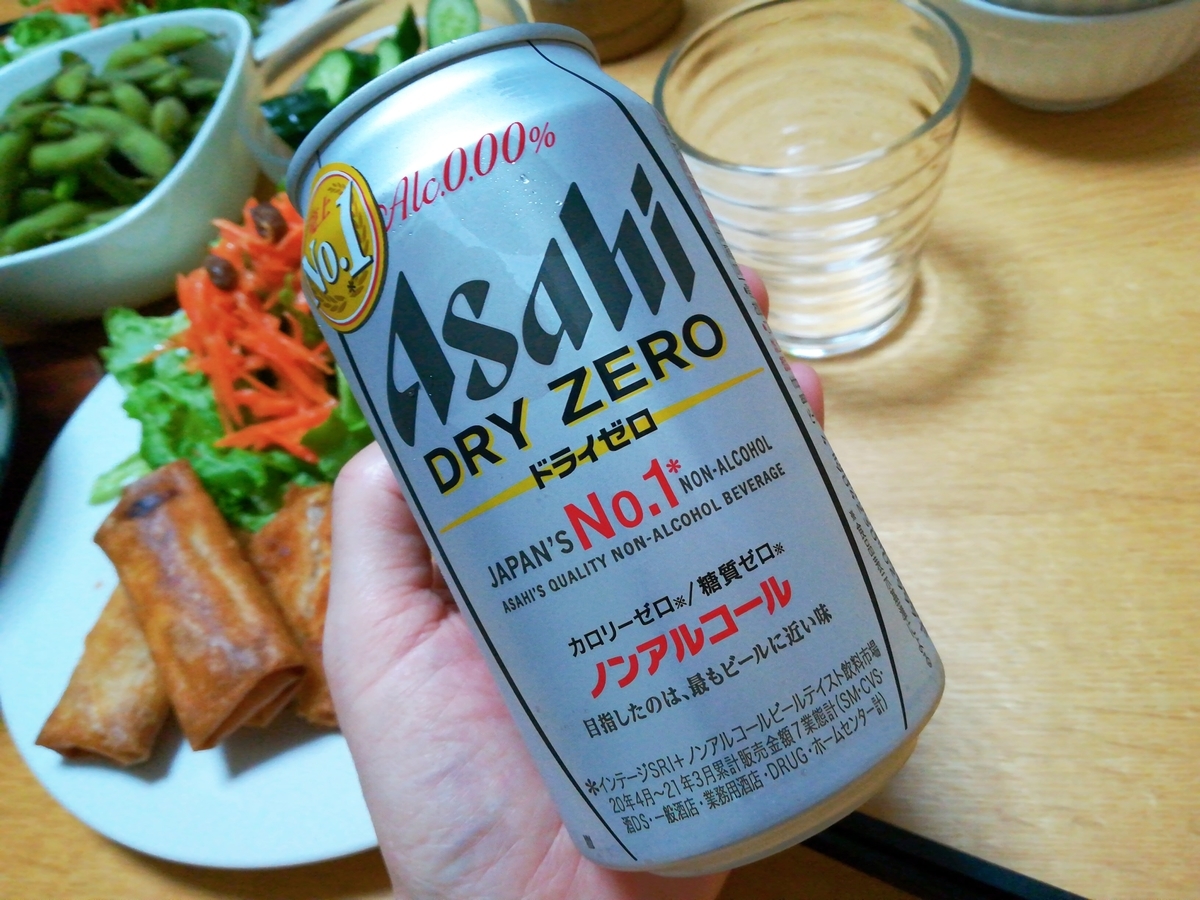 Alc.0.00%
売上
No.1
Asahi
DRY ZERO
ドライゼロ
JAPAN'S No.1* NON-ALCOHOL
ASAHI'S QUALITY NON-ALCOHOL BEVERAGE
カロリーゼロ※/糖質ゼロ※
ノンアルコール
目指したのは、最もビールに近い味
*インテージSRI+ノンアルコールビールテイスト飲料市場
20年4月〜21年3月累計販売金額7業態計(SM・CVS・
酒DS・一般酒店・業務用酒店・DRUG・ホームセンター計)